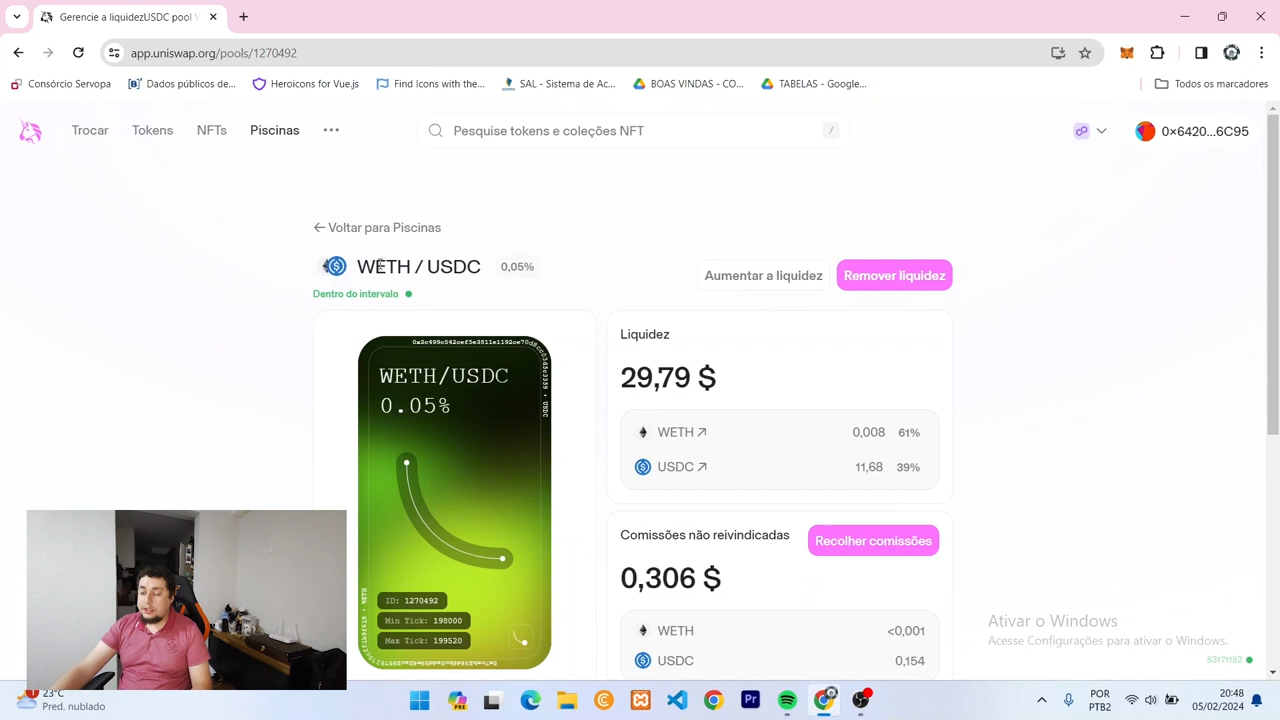 Gerencie a liquidezUSDC pool
app.uniswap.org/pools/1270492
Consórcio Servopa
Dados públicos de...
Heroicons for Vue.js
Find Icons with the...
SAL - Sistema de Ac...
BOAS VINDAS - CO...
TABELAS - Google...
Todos os marcadores
Trocar
Tokens
NFTs
Piscinas
Pesquise tokens e coleções NFT
/
0×6420...6C95
← Voltar para Piscinas
WETH / USDC
0,05%
Aumentar a liquidez
Remover liquidez
Dentro do intervalo
WETH/USDC
0.05%
ID: 1270492
Min Tick: 198000
Max Tick: 199520
Liquidez
29,79 $
WETH ↗ 0,008 61%
USDC ↗ 11,68 39%
Comissões não reivindicadas
Recolher comissões
0,306 $
WETH <0,001
USDC 0,154
Ativar o Windows
Acesse Configurações para ativar o Windows.
53171152
23°C
Pred. nublado
PRE
POR
PTB2
20:48
05/02/2024